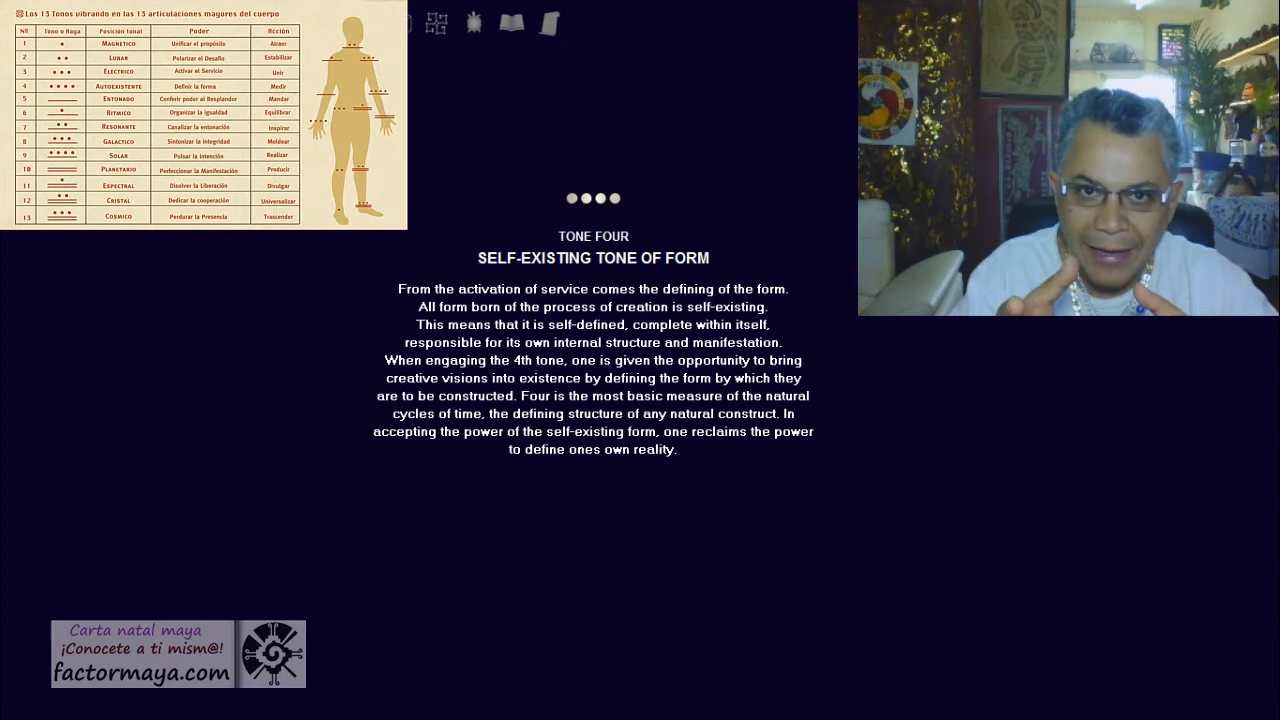 Los 13 Tonos vibrando en las 13 articulaciones mayores del cuerpo
Nº Tono o Raya Posición tonal Poder Acción
1 MAGNETICO Unificar el propósito Atraer
2 LUNAR Polarizar el Desafío Estabilizar
3 ELECTRICO Activar el Servicio Unir
4 AUTOEXISTENTE Definir la forma Medir
5 ENTONADO Conferir poder al Resplandor Mandar
6 RITMICO Organizar la igualdad Equilibrar
7 RESONANTE Canalizar la entonación Inspirar
8 GALACTICO Sintonizar la integridad Moldear
9 SOLAR Pulsar la intención Realizar
10 PLANETARIO Perfeccionar la Manifestación Producir
11 ESPECTRAL Disolver la Liberación Divulgar
12 CRISTAL Dedicar la cooperación Universalizar
13 COSMICO Perdurar la Presencia Trascender
TONE FOUR
SELF-EXISTING TONE OF FORM
From the activation of service comes the defining of the form.
All form born of the process of creation is self-existing.
This means that it is self-defined, complete within itself,
responsible for its own internal structure and manifestation.
When engaging the 4th tone, one is given the opportunity to bring
creative visions into existence by defining the form by which they
are to be constructed. Four is the most basic measure of the natural
cycles of time, the defining structure of any natural construct. In
accepting the power of the self-existing form, one reclaims the power
to define ones own reality.
Carta natal maya
¡Conocete a ti mism@!
factormaya.com